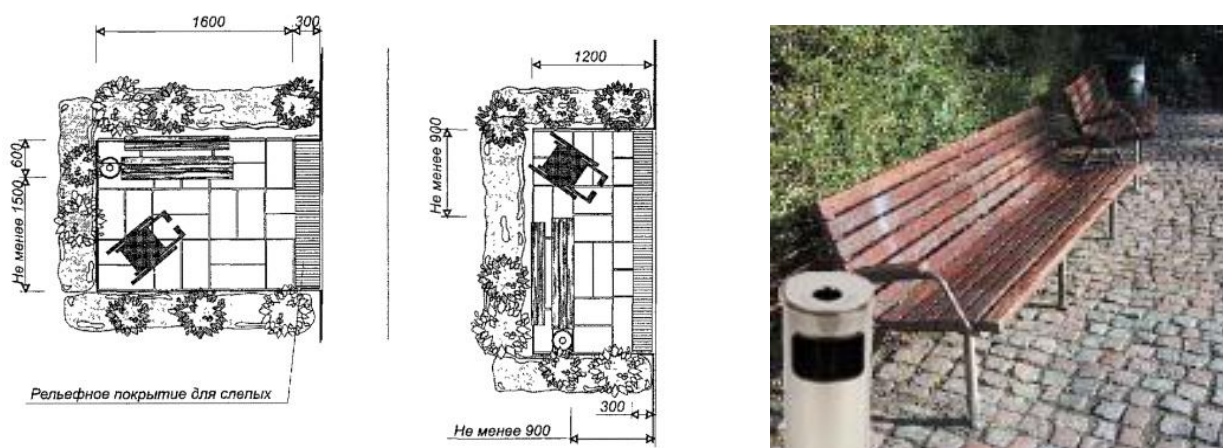 1600
300
600
Не менее 1500
Рельефное покрытие для слепых
1200
Не менее 900
300
Не менее 900